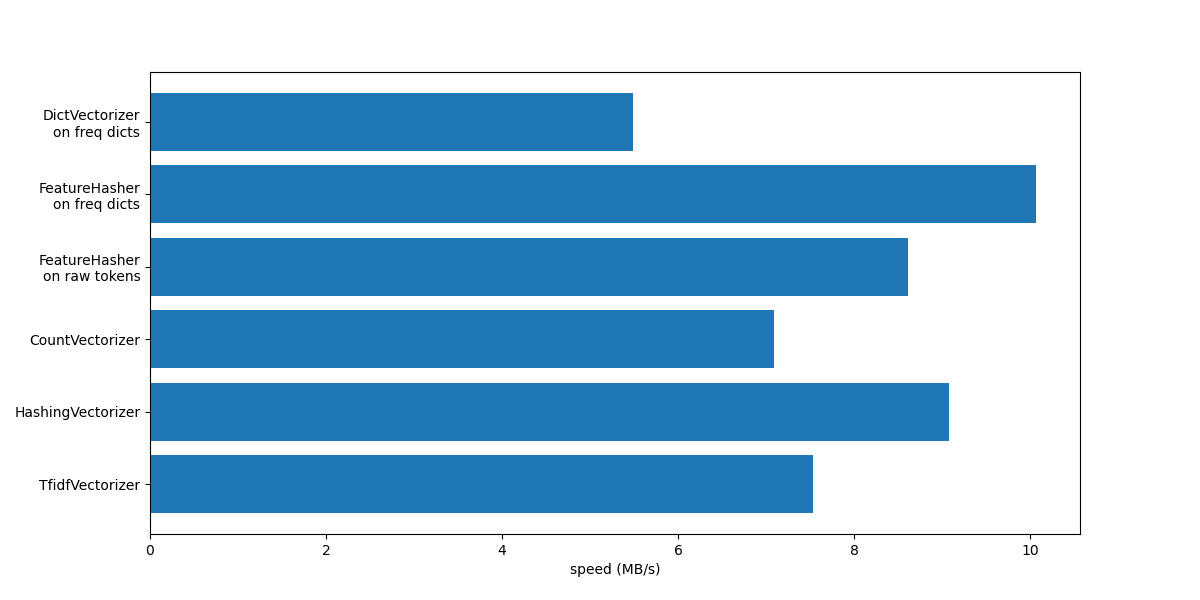 DictVectorizer
on freq dicts
FeatureHasher
on freq dicts
FeatureHasher
on raw tokens
CountVectorizer
HashingVectorizer
TfidfVectorizer
0 2 4 6 8 10
speed (MB/s)